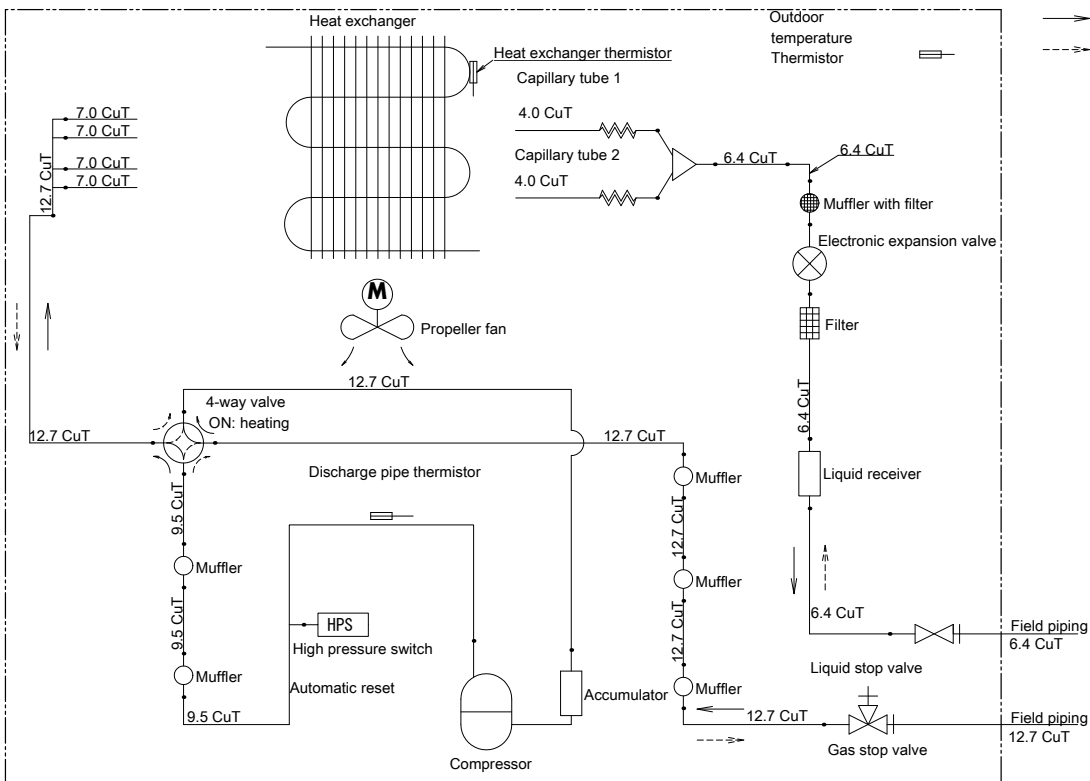 Heat exchanger
Outdoor
temperature
Thermistor
Heat exchanger thermistor
Capillary tube 1
4.0 CuT
Capillary tube 2
4.0 CuT
6.4 CuT
6.4 CuT
7.0 CuT
7.0 CuT
7.0 CuT
7.0 CuT
12.7 CuT
Muffler with filter
Electronic expansion valve
M
Propeller fan
Filter
12.7 CuT
4-way valve
ON: heating
12.7 CuT
12.7 CuT
12.7 CuT
6.4 CuT
Discharge pipe thermistor
Muffler
Liquid receiver
9.5 CuT
12.7 CuT
Muffler
Muffler
9.5 CuT
HPS
High pressure switch
12.7 CuT
6.4 CuT
Field piping
6.4 CuT
Muffler
Automatic reset
Accumulator
Muffler
Liquid stop valve
9.5 CuT
12.7 CuT
Field piping
12.7 CuT
Gas stop valve
Compressor